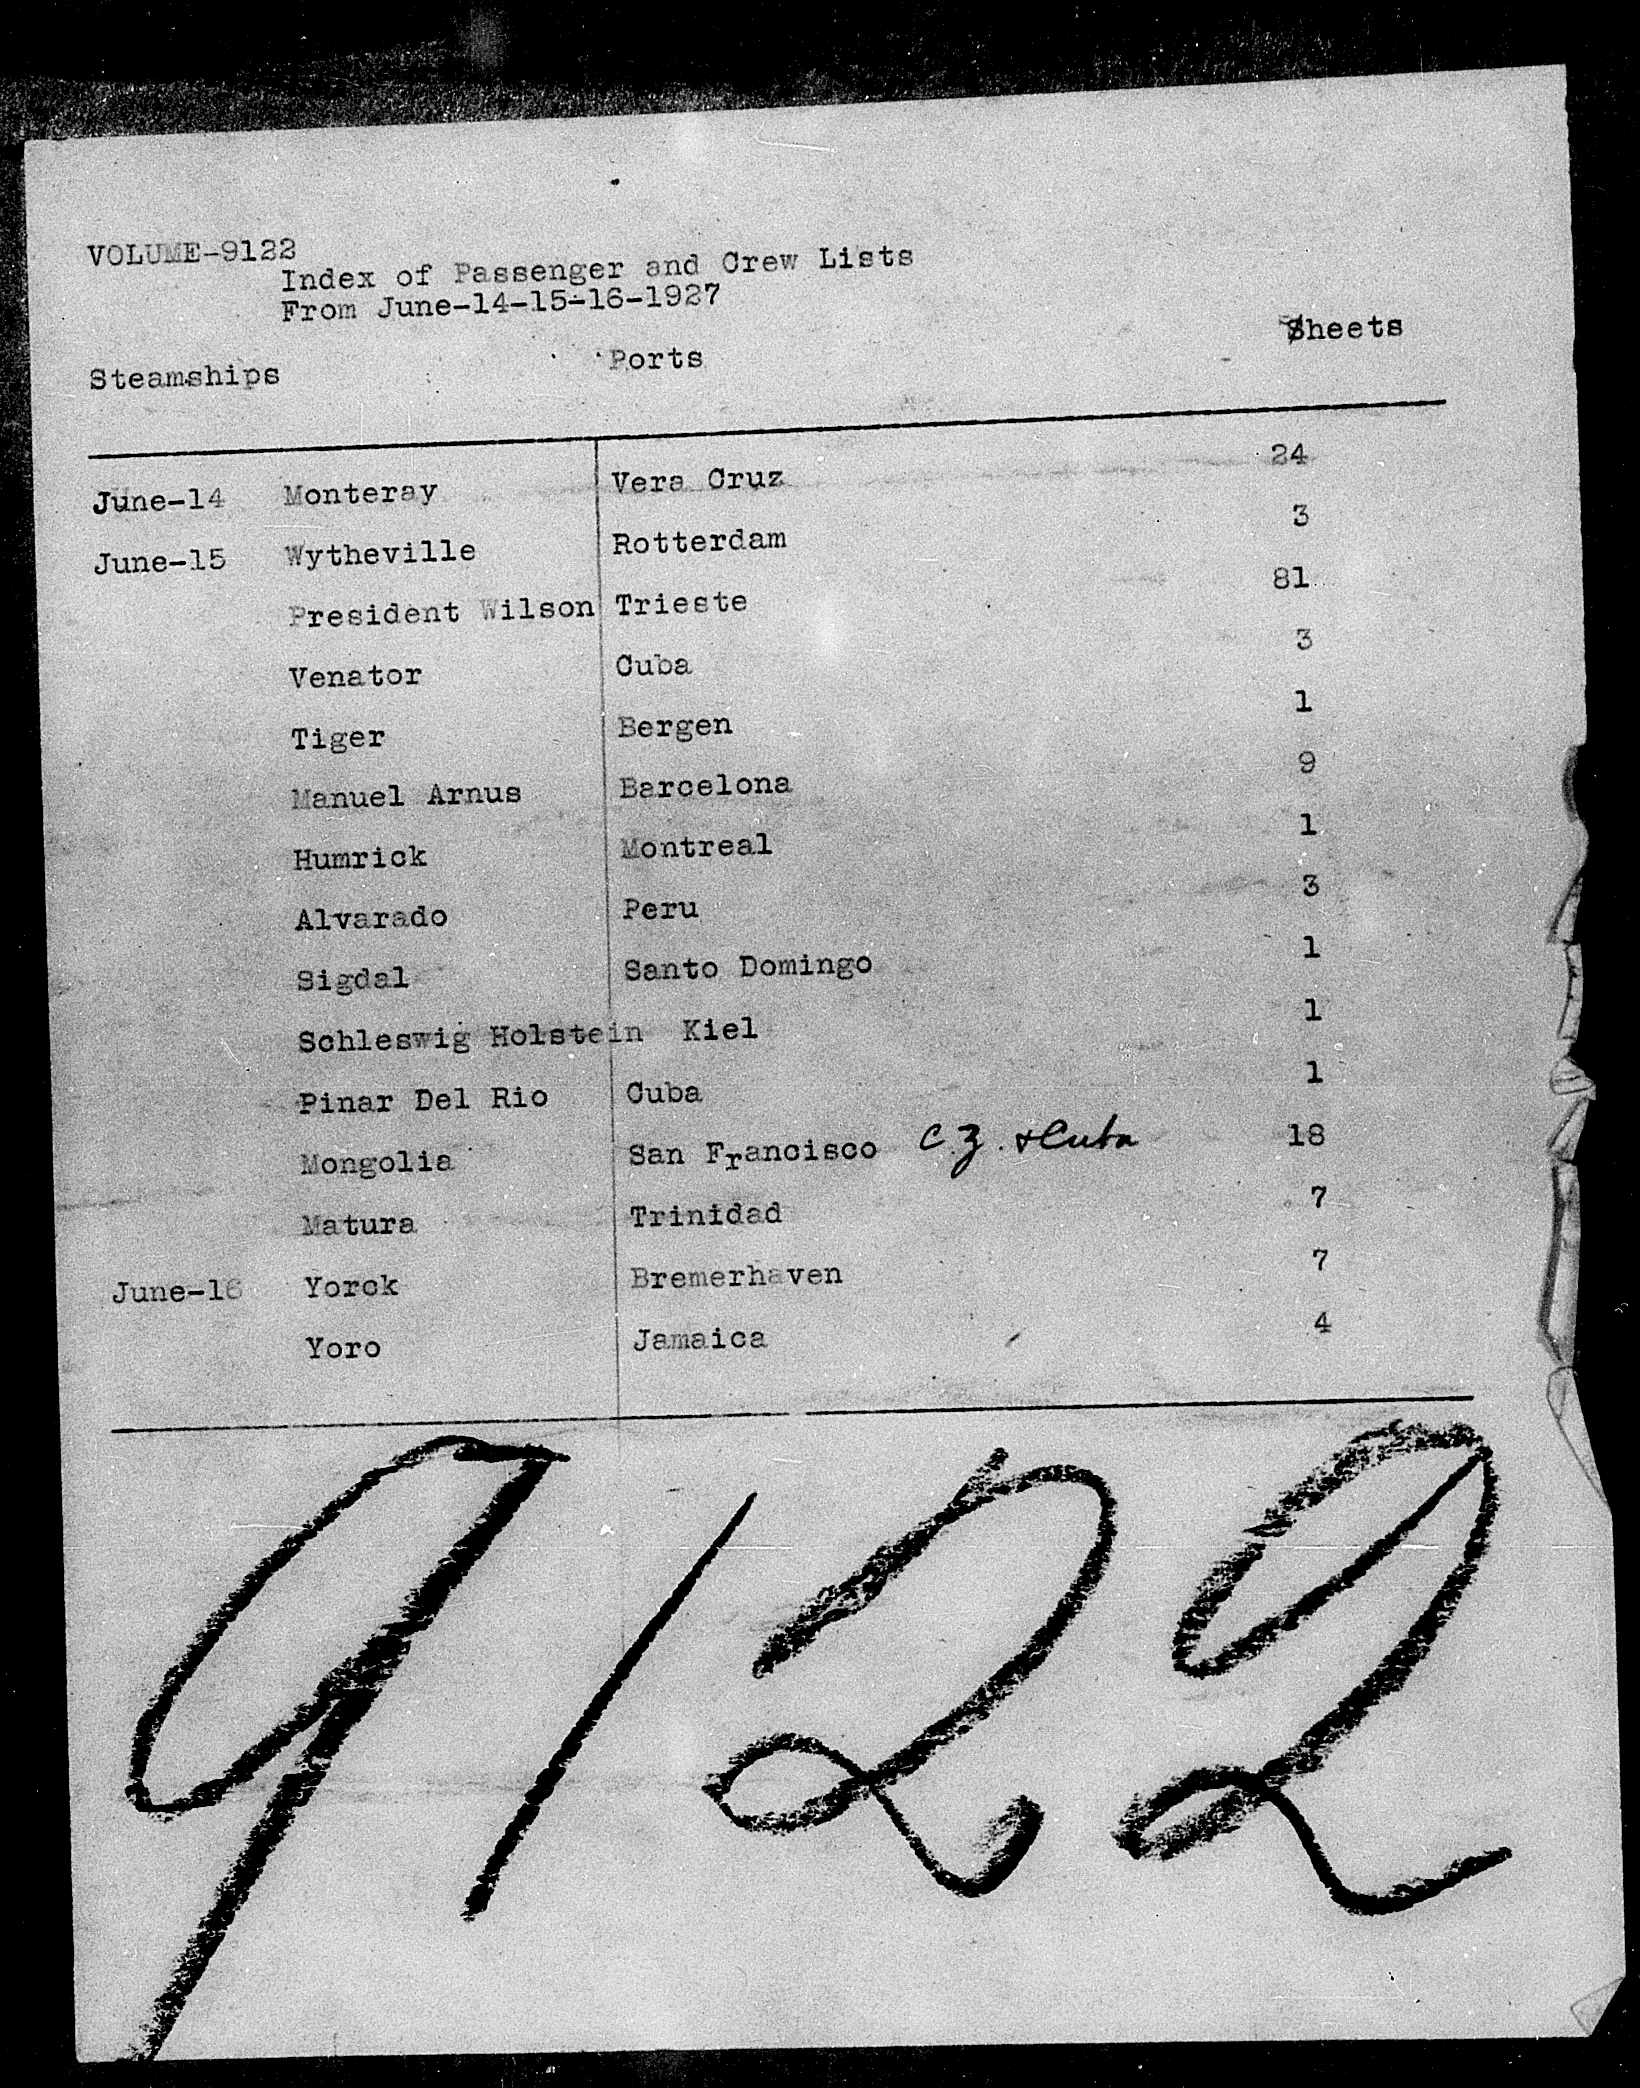 VOLUME-9122
Index of Passenger and Crew Lists
From June-14-15-16-1927
Steamships Ports Sheets
June-14 Monteray Vera Cruz 24
June-15 Wytheville Rotterdam 3
President Wilson Trieste 81
Venator Cuba 3
Tiger Bergen 1
Manuel Arnus Barcelona 9
Humrick Montreal 1
Alvarado Peru 3
Sigdal Santo Domingo 1
Schleswig Holstein Kiel 1
Pinar Del Rio Cuba 1
Mongolia San Francisco C.Z. & Cuba 18
Matura Trinidad 7
June-16 Yorck Bremerhaven 7
Yoro Jamaica 4
9122